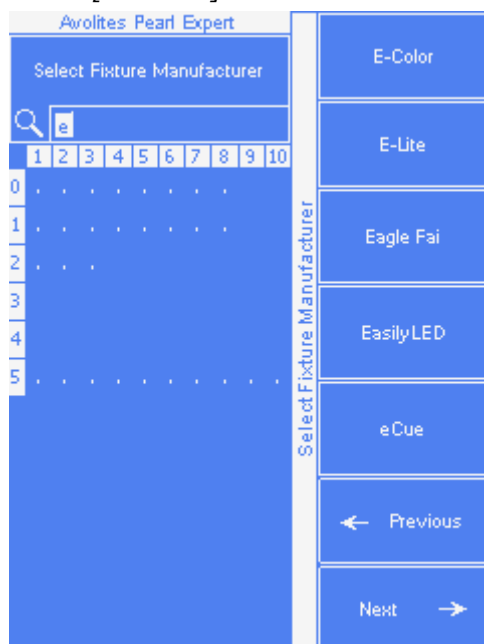 Avolites Pearl Expert
Select Fixture Manufacturer
e
1 2 3 4 5 6 7 8 9 10
0
1
2
3
4
5
Select Fixture Manufacturer
E-Color
E-Lite
Eagle Fai
EasilyLED
eCue
← Previous
Next →